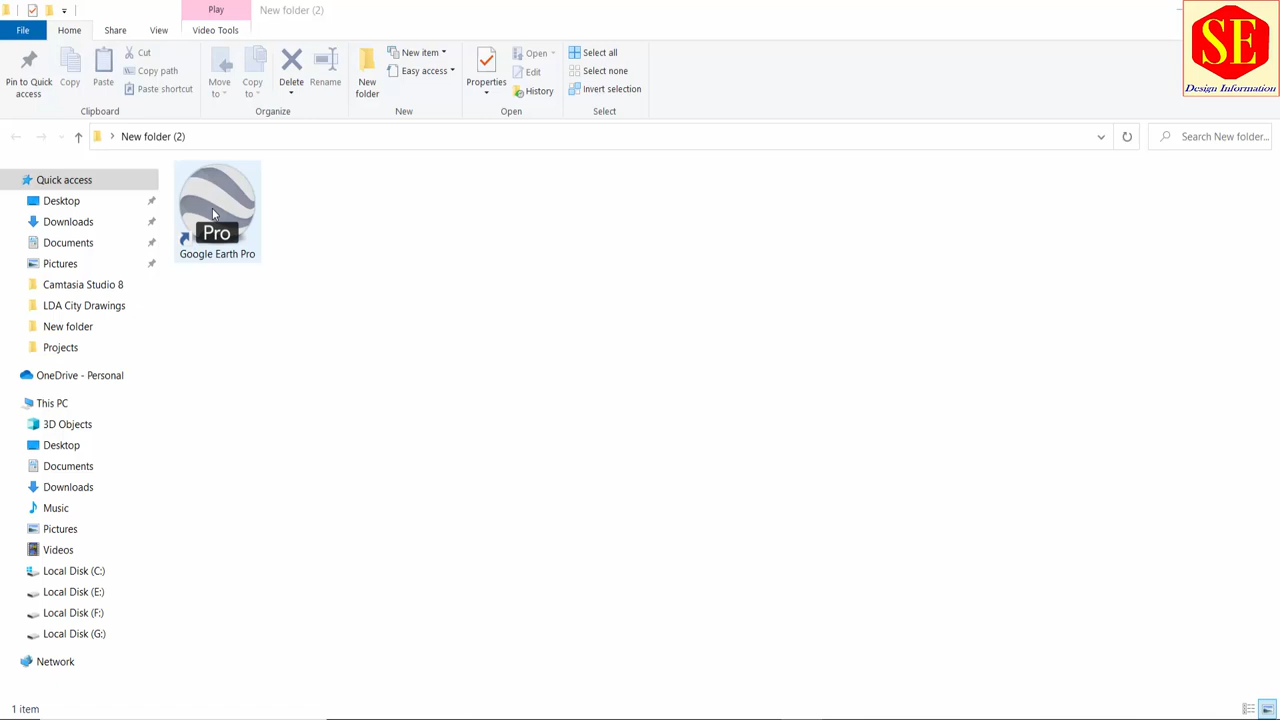 Play
New folder (2)
File
Home
Share
View
Video Tools
Pin to Quick
access
Copy
Paste
Cut
Copy path
Paste shortcut
Clipboard
Move
to
Copy
to
Delete
Rename
Organize
New
folder
New item
Easy access
New
Properties
Open
Edit
History
Open
Select all
Select none
Invert selection
Select
SE
Design Information
New folder (2)
Search New folder...
Quick access
Desktop
Downloads
Documents
Pictures
Camtasia Studio 8
LDA City Drawings
New folder
Projects
OneDrive - Personal
This PC
3D Objects
Desktop
Documents
Downloads
Music
Pictures
Videos
Local Disk (C:)
Local Disk (E:)
Local Disk (F:)
Local Disk (G:)
Network
Pro
Google Earth Pro
1 item